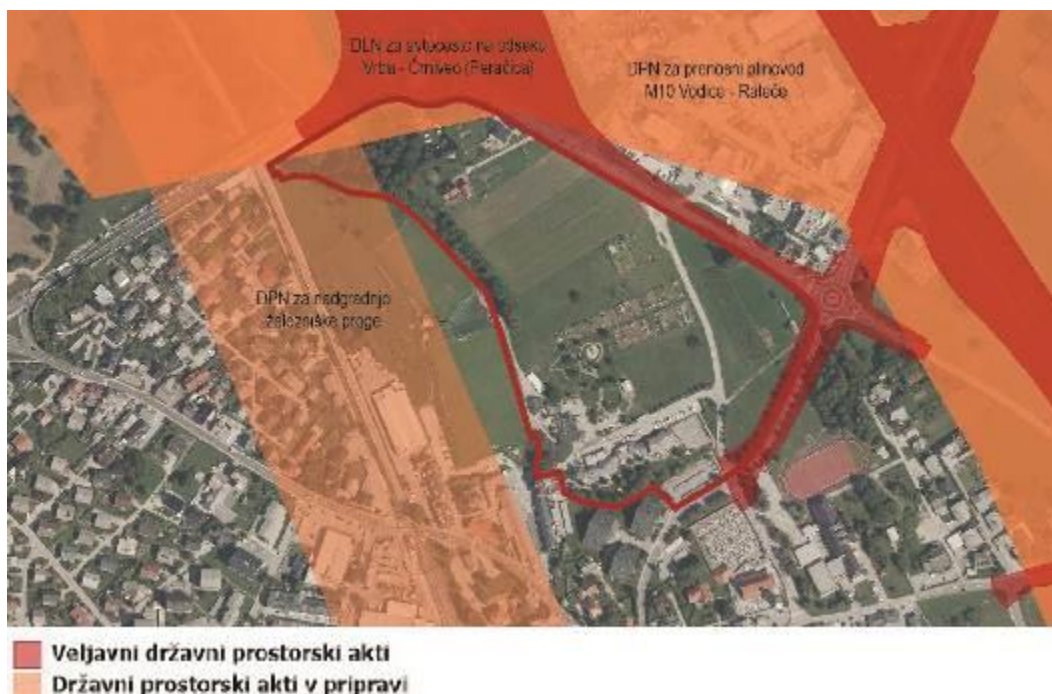 DLN za avtocesto na odseku
Vrba - Črnivec (Peračica)
DPN za prenosni plinovod
M10 Vodice - Rateče
DPN za nadgradnjo
železniške proge
Veljavni državni prostorski akti
Državni prostorski akti v pripravi